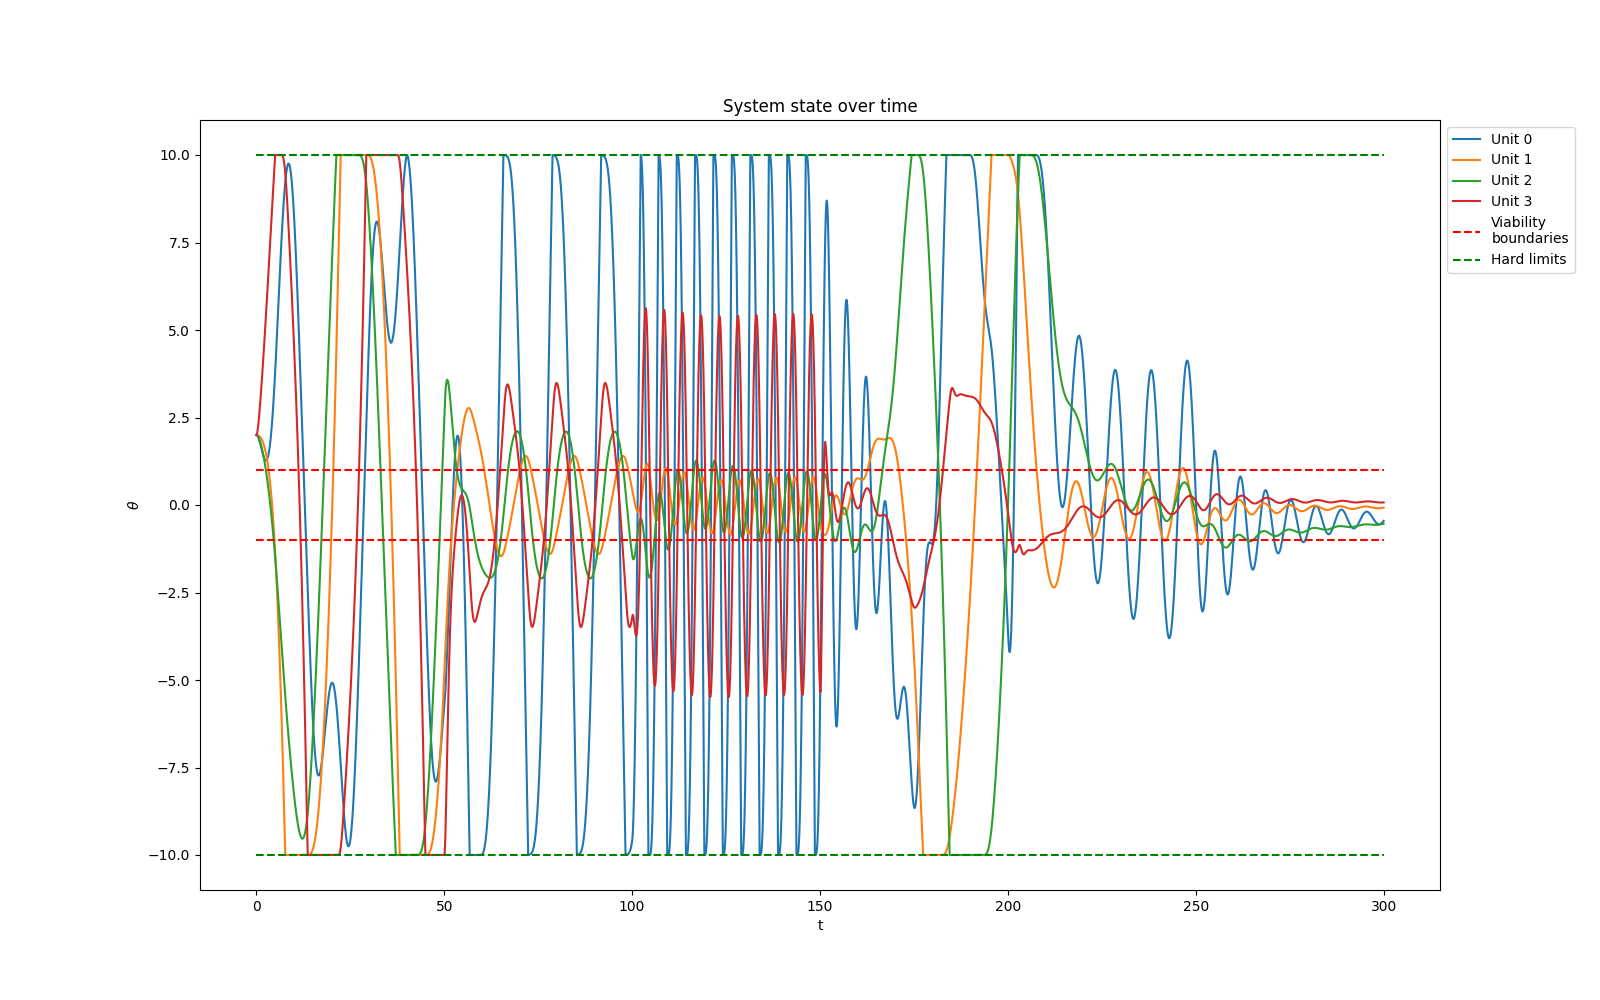 System state over time
10.0
7.5
5.0
2.5
0.0
−2.5
−5.0
−7.5
−10.0
θ
0
50
100
150
200
250
300
t
Unit 0
Unit 1
Unit 2
Unit 3
Viability
boundaries
Hard limits